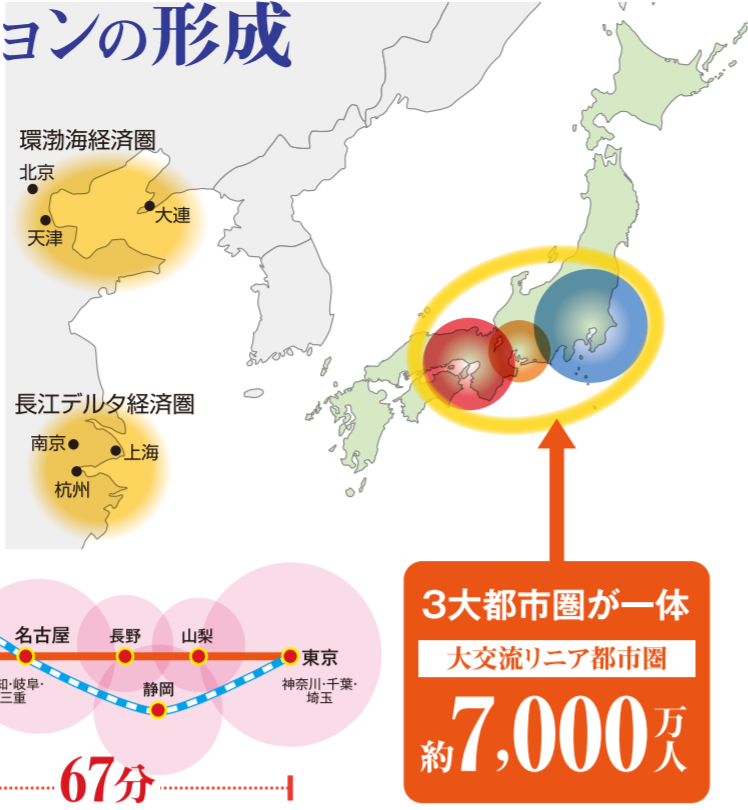 ョンの形成
環渤海経済圏
北京
天津
大連
長江デルタ経済圏
南京
上海
杭州
3大都市圏が一体
大交流リニア都市圏
約7,000万人
名古屋
長野
山梨
東京
知・岐阜・
三重
静岡
神奈川・千葉・
埼玉
67分